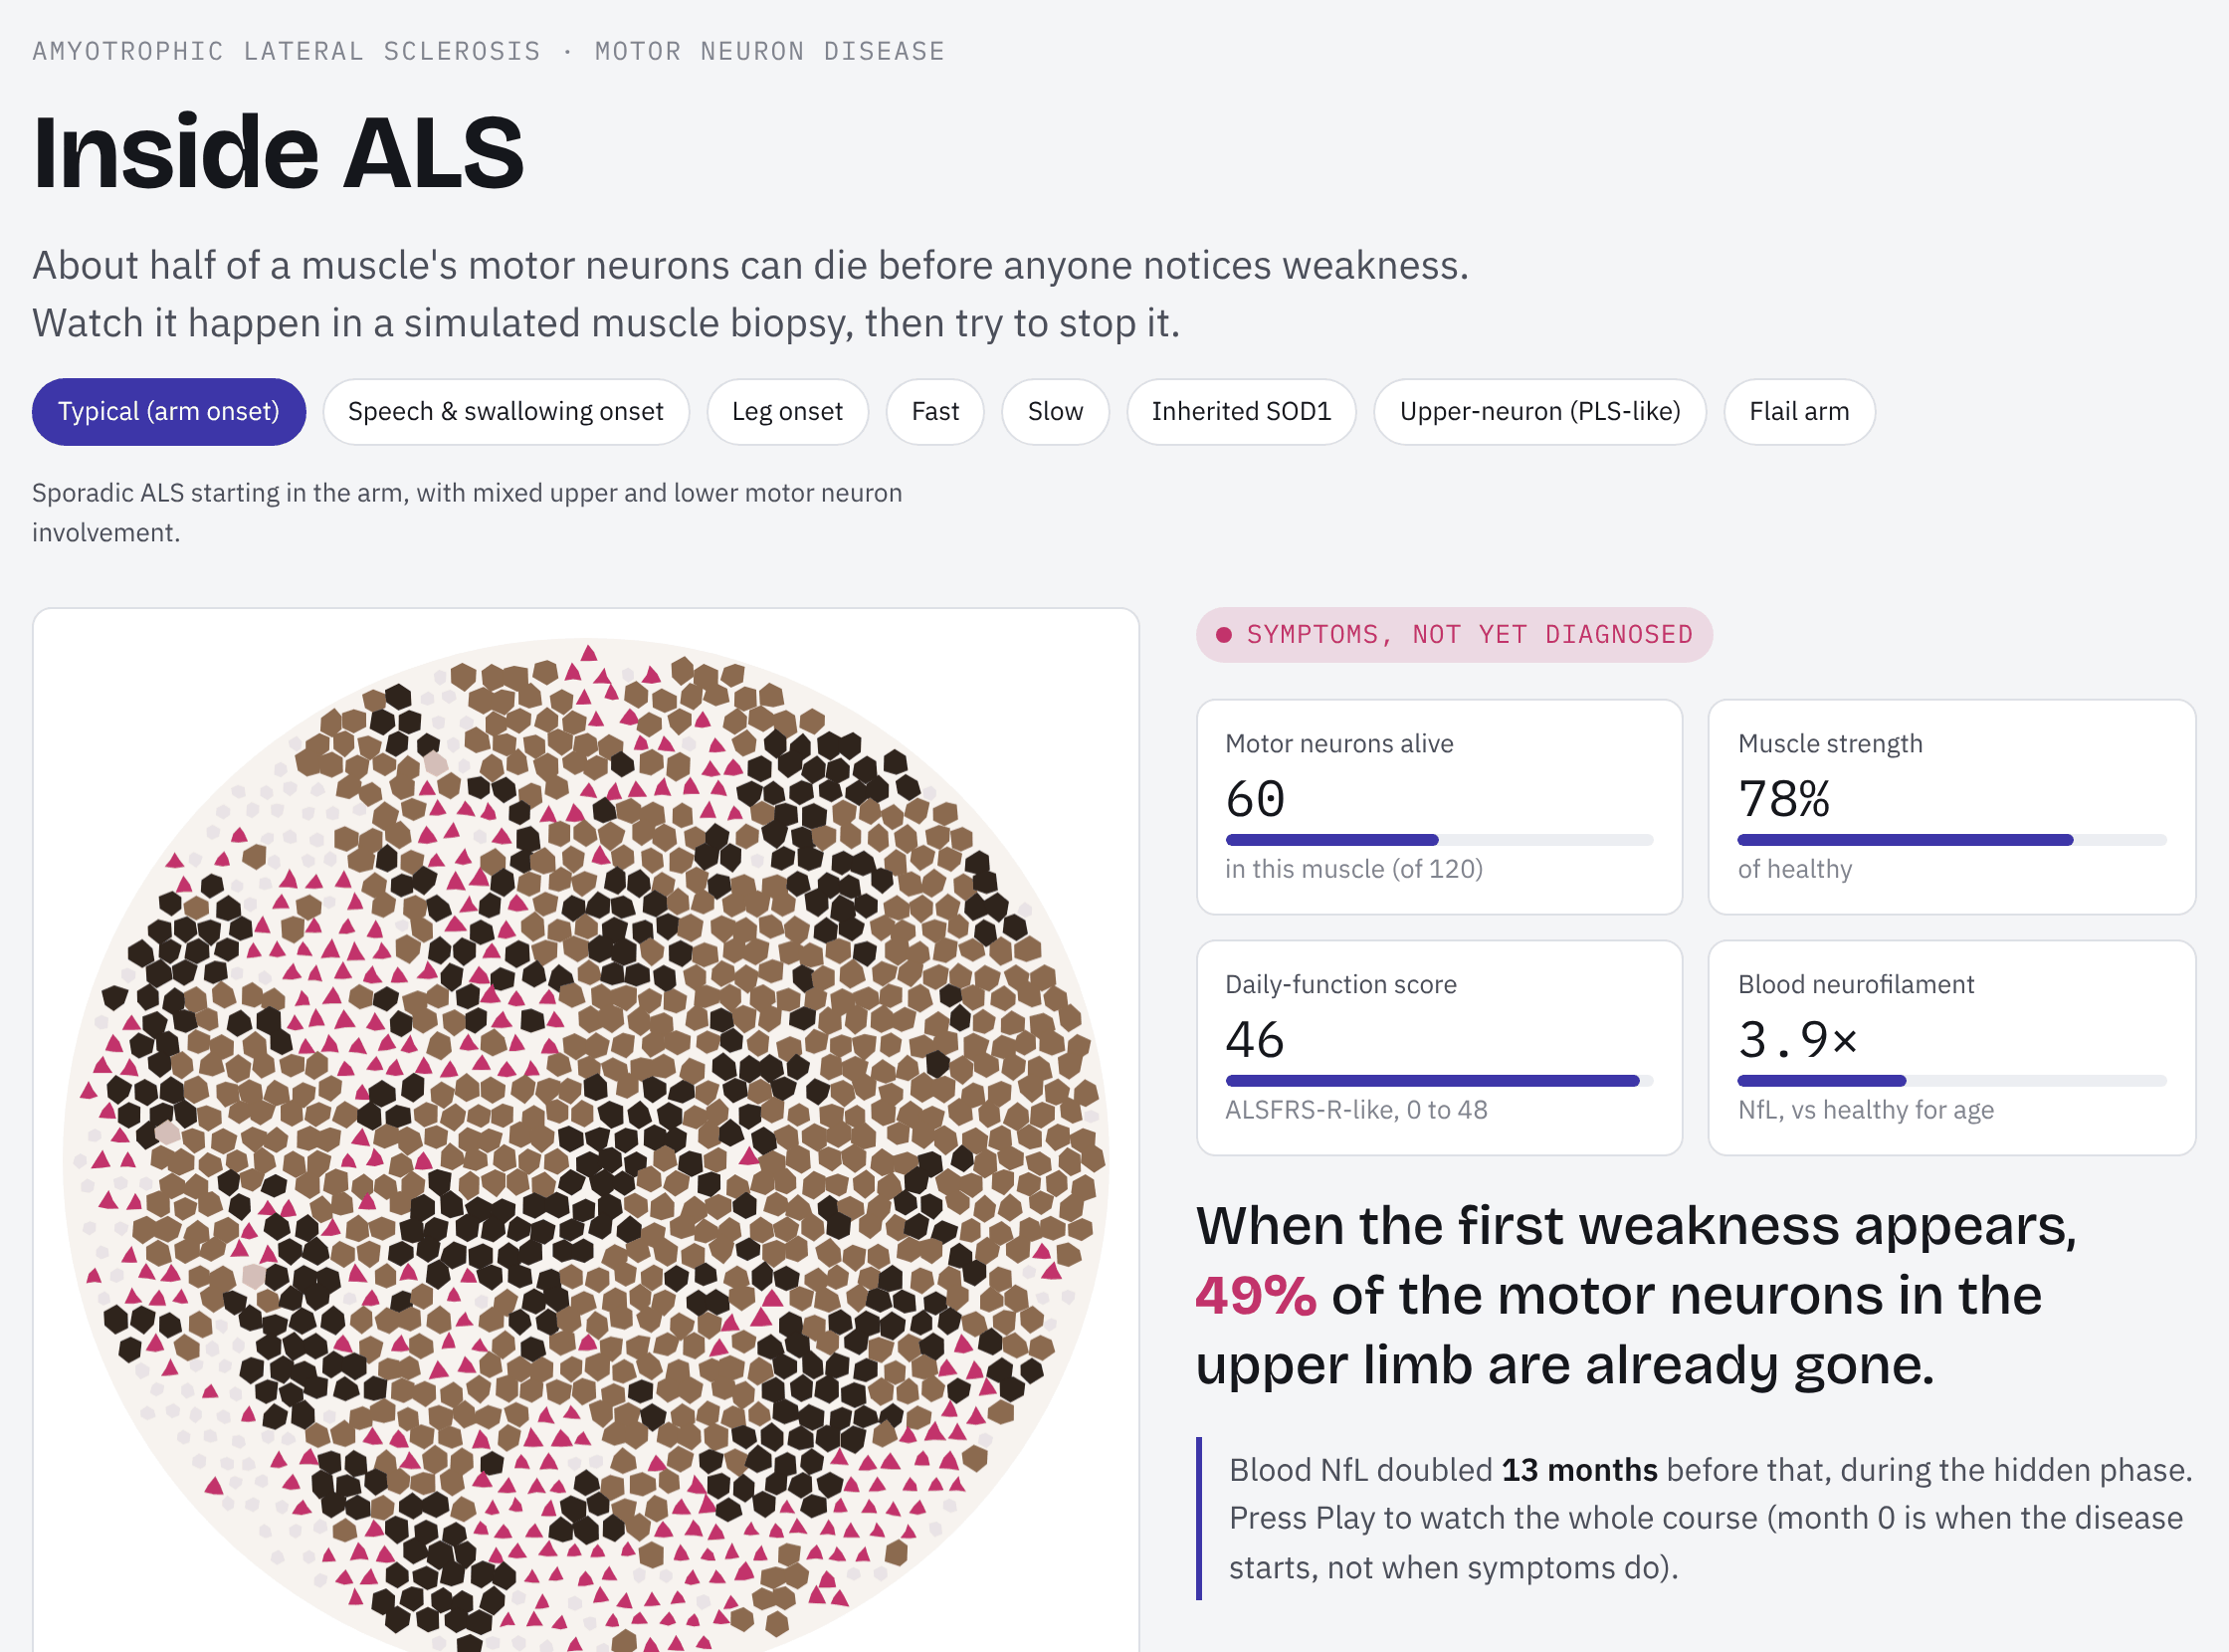 AMYOTROPHIC LATERAL SCLEROSIS · MOTOR NEURON DISEASE
Inside ALS
About half of a muscle's motor neurons can die before anyone notices weakness.
Watch it happen in a simulated muscle biopsy, then try to stop it.
Typical (arm onset)
Speech & swallowing onset
Leg onset
Fast
Slow
Inherited SOD1
Upper-neuron (PLS-like)
Flail arm
Sporadic ALS starting in the arm, with mixed upper and lower motor neuron
involvement.
SYMPTOMS, NOT YET DIAGNOSED
Motor neurons alive
60
in this muscle (of 120)
Muscle strength
78%
of healthy
Daily-function score
46
ALSFRS-R-like, 0 to 48
Blood neurofilament
3.9×
NfL, vs healthy for age
When the first weakness appears,
49% of the motor neurons in the
upper limb are already gone.
Blood NfL doubled 13 months before that, during the hidden phase.
Press Play to watch the whole course (month 0 is when the disease
starts, not when symptoms do).